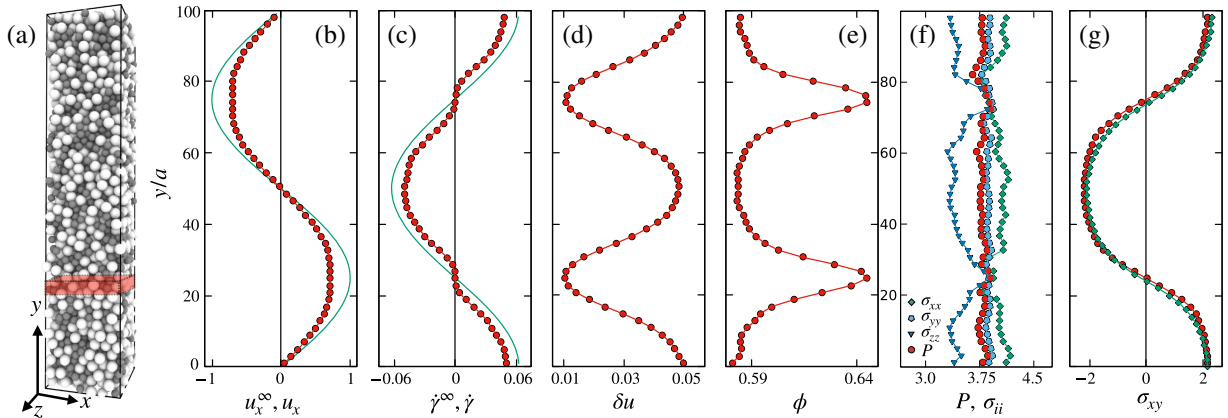 (a)
y
x
z
(b)
100
80
60
40
20
0
y/a
−1
0
1
u_x^∞, u_x
(c)
−0.06
0
0.06
γ̇^∞, γ̇
(d)
0.01
0.03
0.05
δu
(e)
0.59
0.64
ϕ
(f)
80
60
40
20
σ_xx
σ_yy
σ_zz
P
3.0
3.75
4.5
P, σ_ii
(g)
−2
0
2
σ_xy